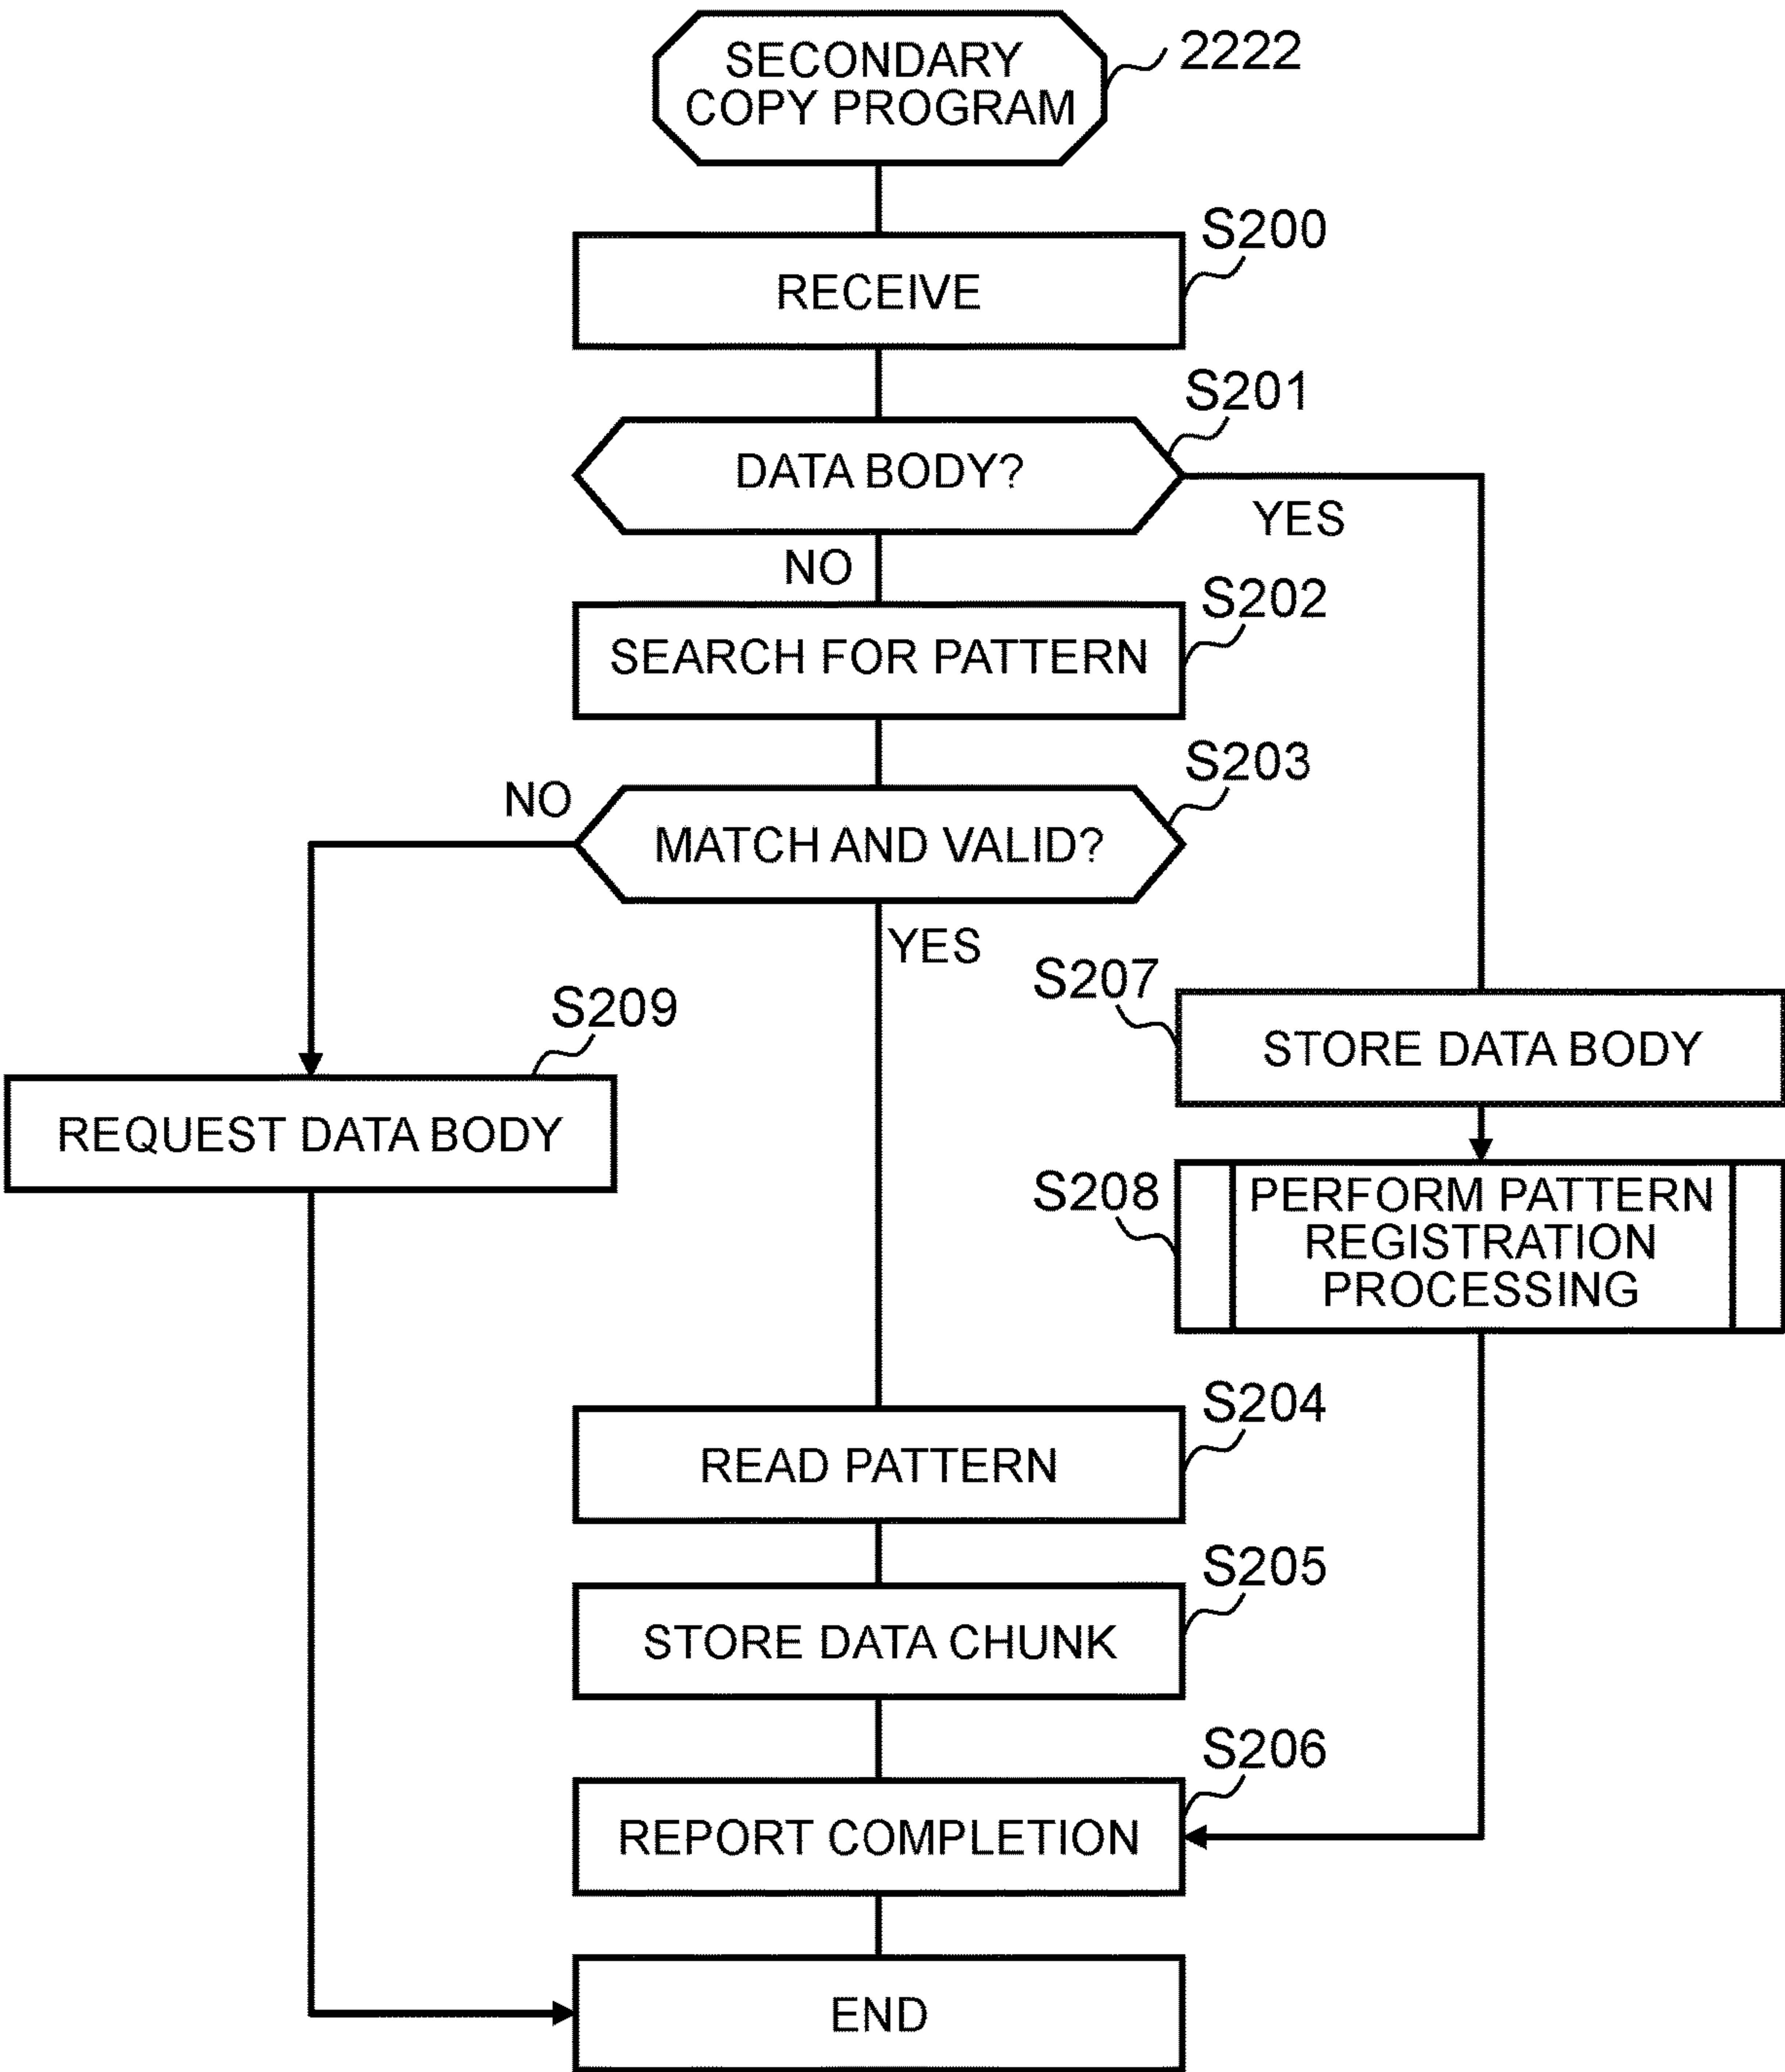 SECONDARY
COPY PROGRAM
2222
S200
RECEIVE
S201
DATA BODY?
YES
NO
S202
SEARCH FOR PATTERN
S203
NO
MATCH AND VALID?
YES
S207
STORE DATA BODY
S209
REQUEST DATA BODY
S208
PERFORM PATTERN
REGISTRATION
PROCESSING
S204
READ PATTERN
S205
STORE DATA CHUNK
S206
REPORT COMPLETION
END